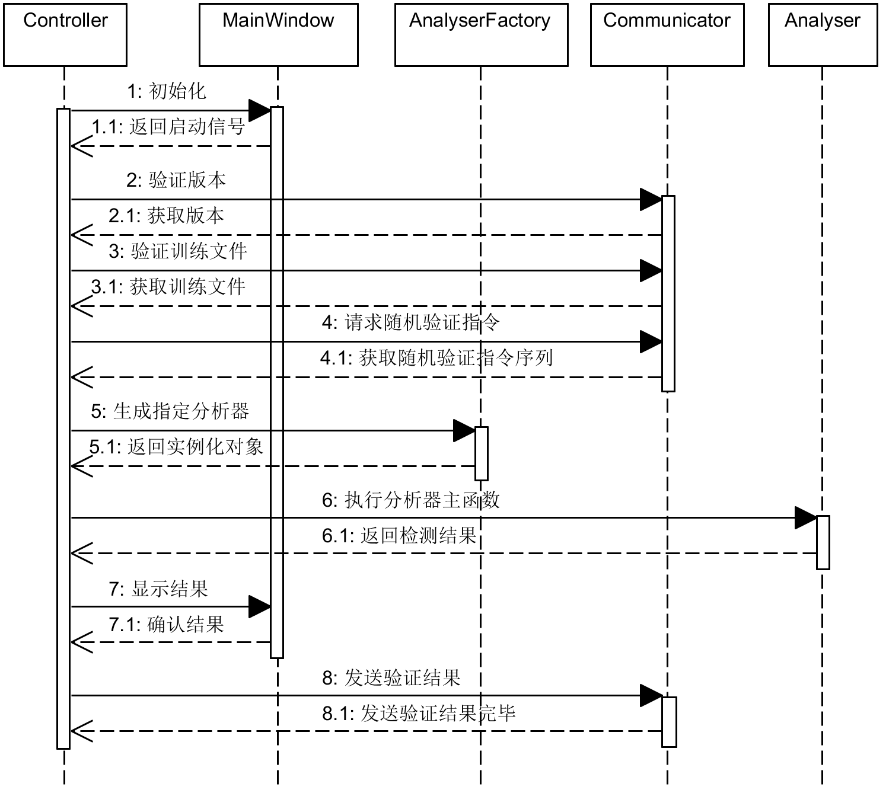 Controller
MainWindow
AnalyserFactory
Communicator
Analyser
1: 初始化
1.1: 返回启动信号
2: 验证版本
2.1: 获取版本
3: 验证训练文件
3.1: 获取训练文件
4: 请求随机验证指令
4.1: 获取随机验证指令序列
5: 生成指定分析器
5.1: 返回实例化对象
6: 执行分析器主函数
6.1: 返回检测结果
7: 显示结果
7.1: 确认结果
8: 发送验证结果
8.1: 发送验证结果完毕